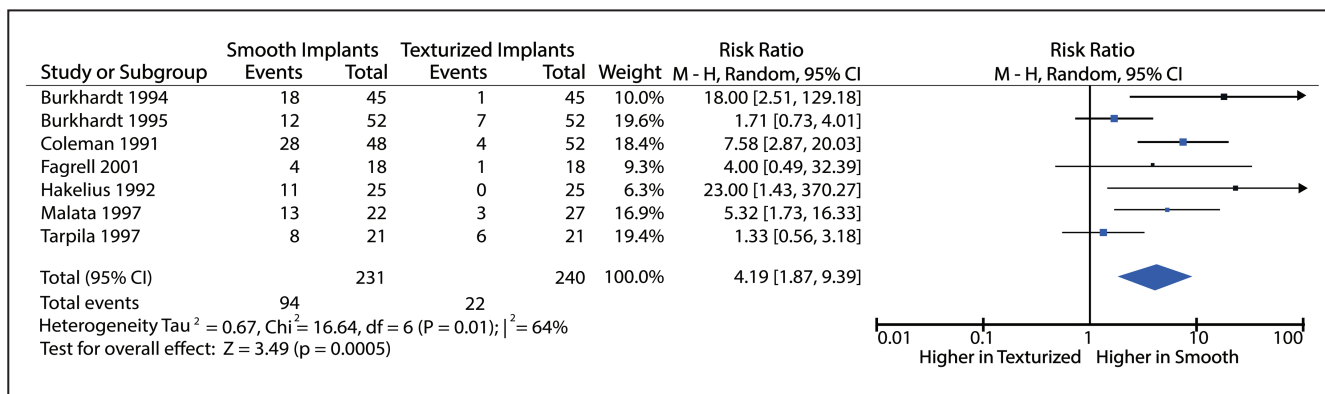 Smooth Implants Texturized Implants Risk Ratio Risk Ratio
Study or Subgroup Events Total Events Total Weight M - H, Random, 95% CI M - H, Random, 95% CI
Burkhardt 1994 18 45 1 45 10.0% 18.00 [2.51, 129.18]
Burkhardt 1995 12 52 7 52 19.6% 1.71 [0.73, 4.01]
Coleman 1991 28 48 4 52 18.4% 7.58 [2.87, 20.03]
Fagrell 2001 4 18 1 18 9.3% 4.00 [0.49, 32.39]
Hakelius 1992 11 25 0 25 6.3% 23.00 [1.43, 370.27]
Malata 1997 13 22 3 27 16.9% 5.32 [1.73, 16.33]
Tarpila 1997 8 21 6 21 19.4% 1.33 [0.56, 3.18]
Total (95% CI) 231 240 100.0% 4.19 [1.87, 9.39]
Total events 94 22
Heterogeneity Tau² = 0.67, Chi² = 16.64, df = 6 (P = 0.01); |² = 64%
Test for overall effect: Z = 3.49 (p = 0.0005)
0.01 0.1 1 10 100
Higher in Texturized Higher in Smooth